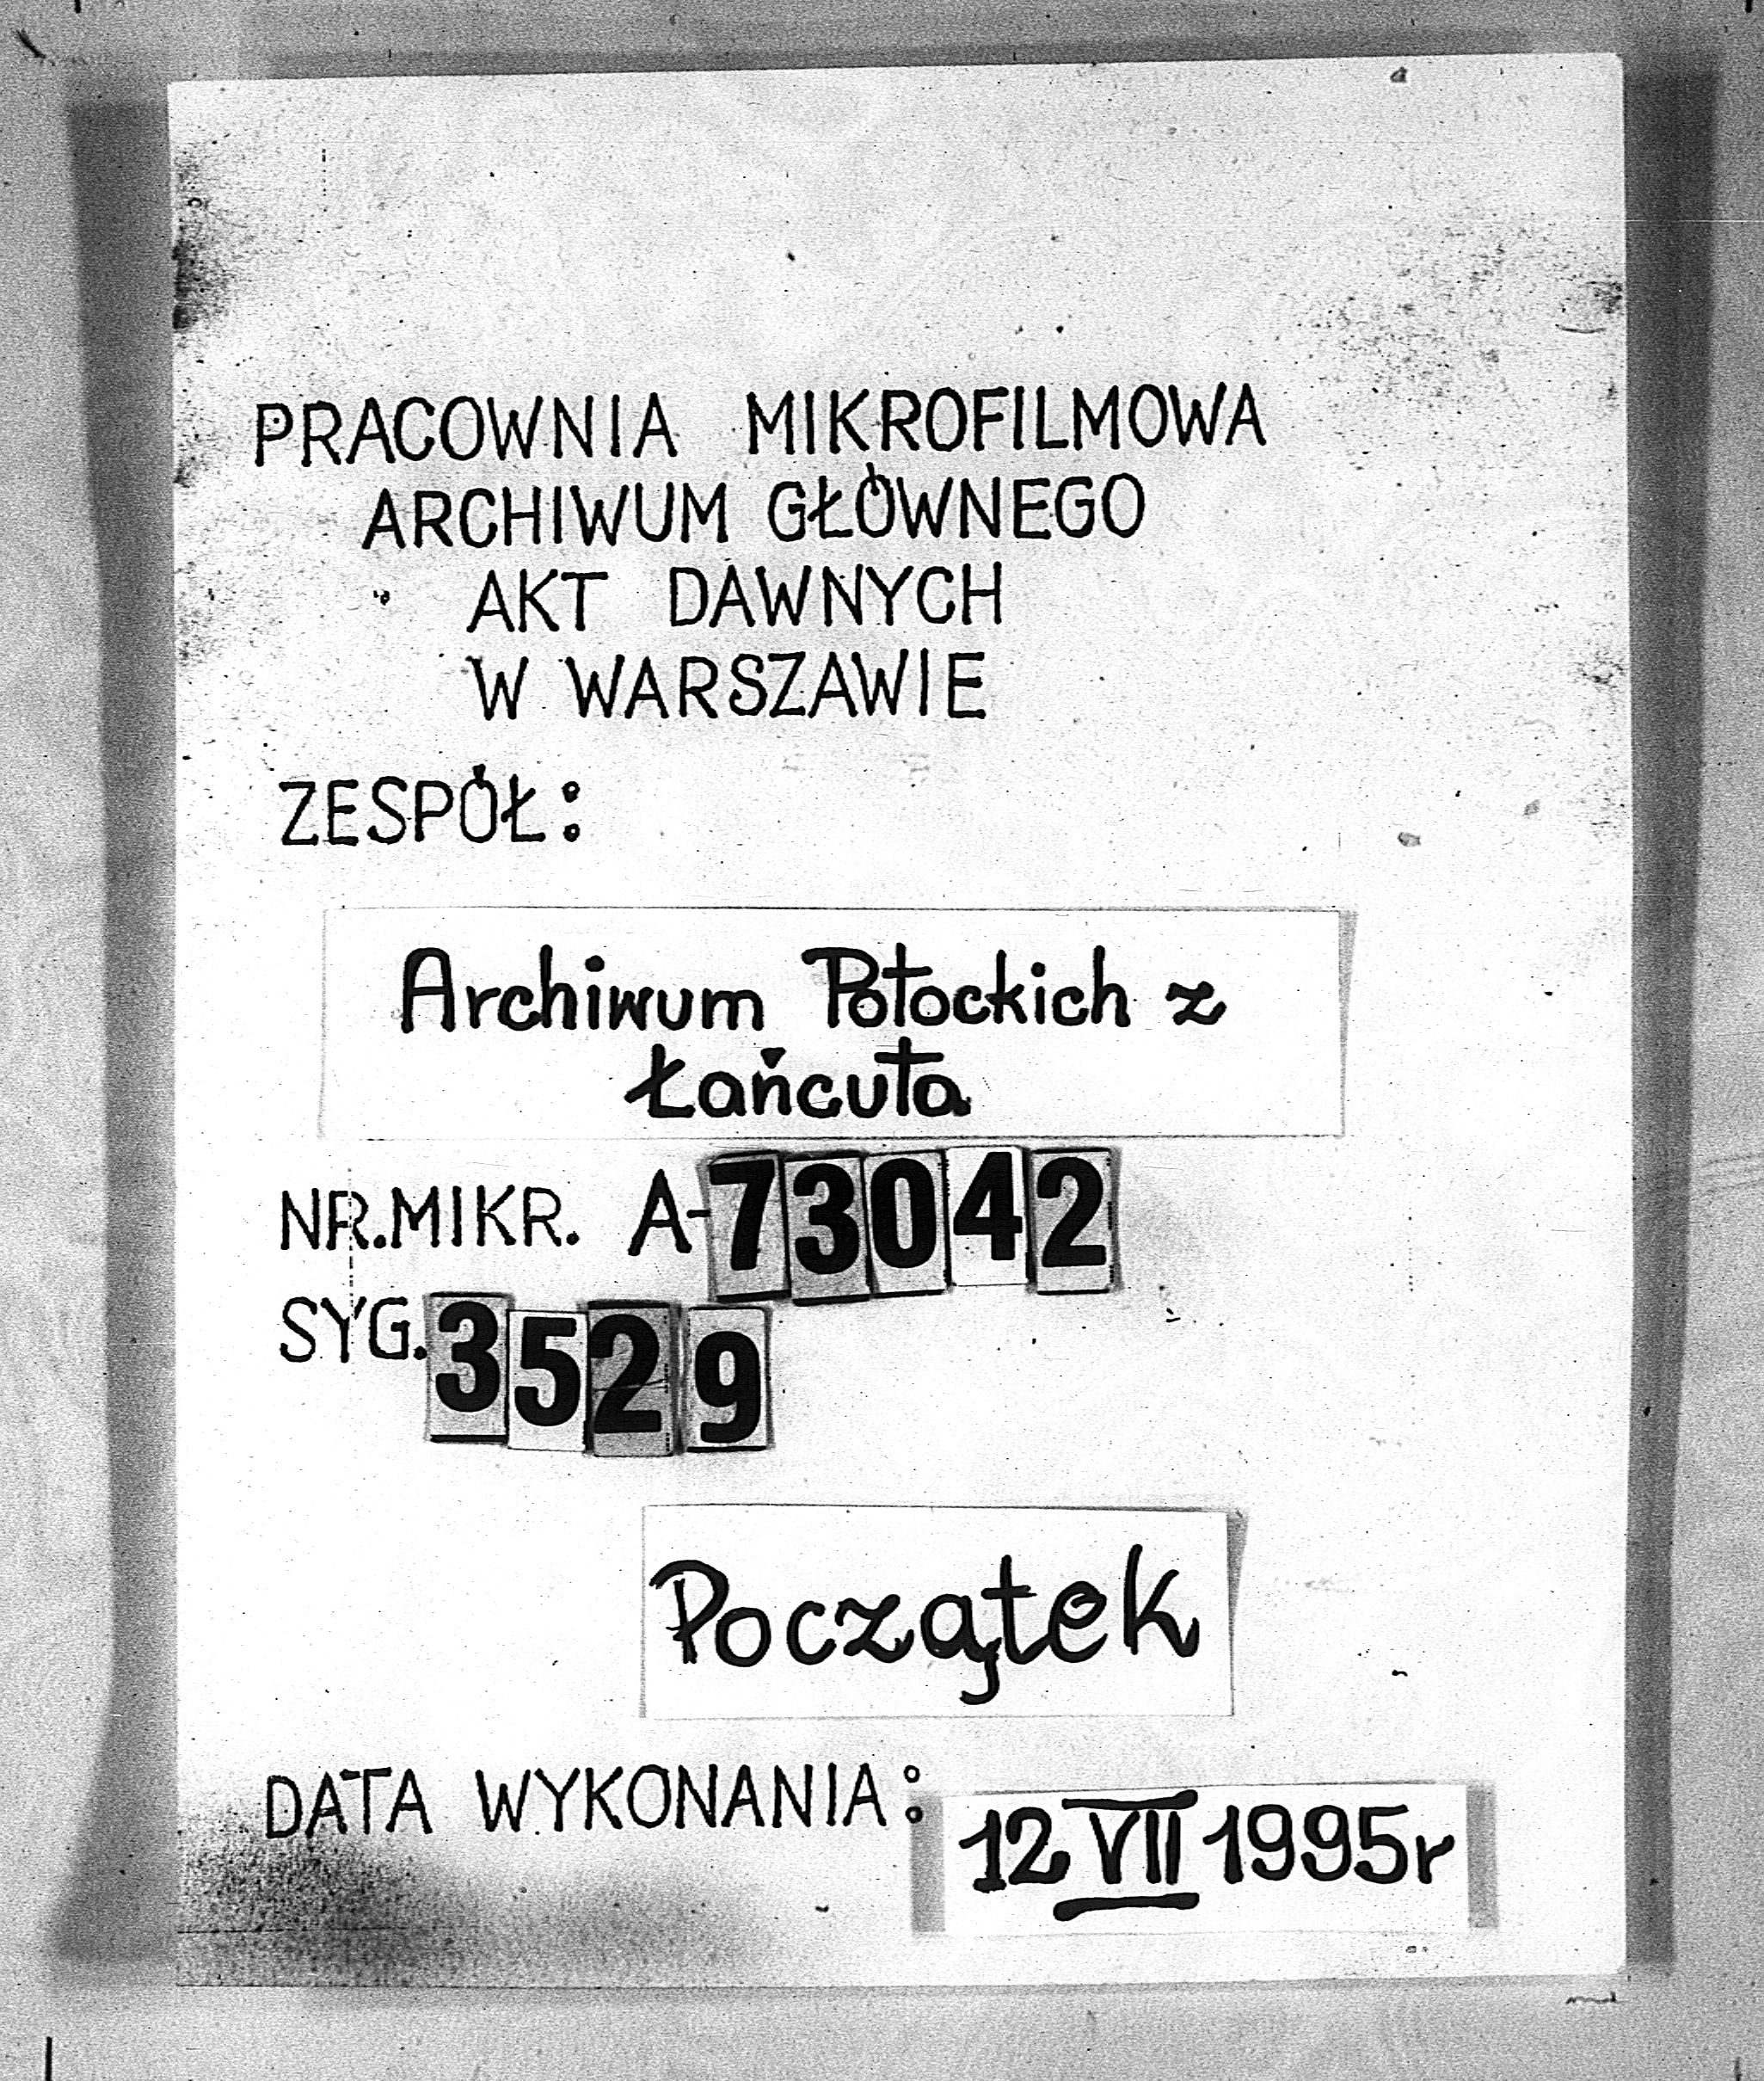 PRACOWNIA MIKROFILMOWA
ARCHIWUM GŁÓWNEGO
AKT DAWNYCH
W WARSZAWIE
ZESPÓŁ:
Archiwum Potockich z
Łańcuta
NR.MIKR. A-73042
SYG. 3529
Początek
DATA WYKONANIA: 12 VII 1995r